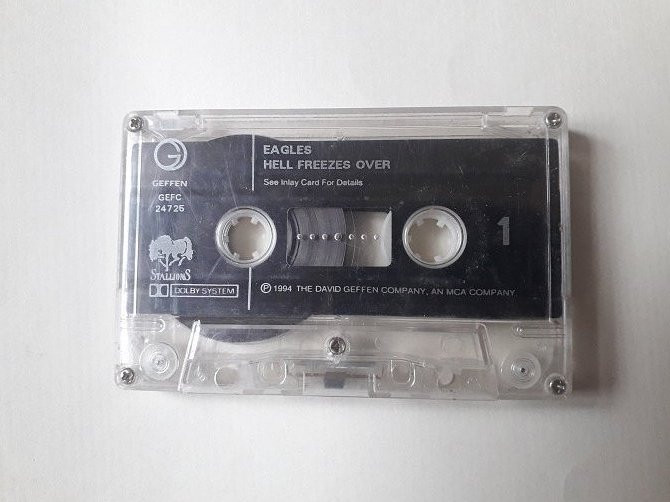 EAGLES
HELL FREEZES OVER
See Inlay Card For Details
GEFFEN
GEFC
24725
1
STALLIONS
DOLBY SYSTEM
℗ 1994 THE DAVID GEFFEN COMPANY, AN MCA COMPANY